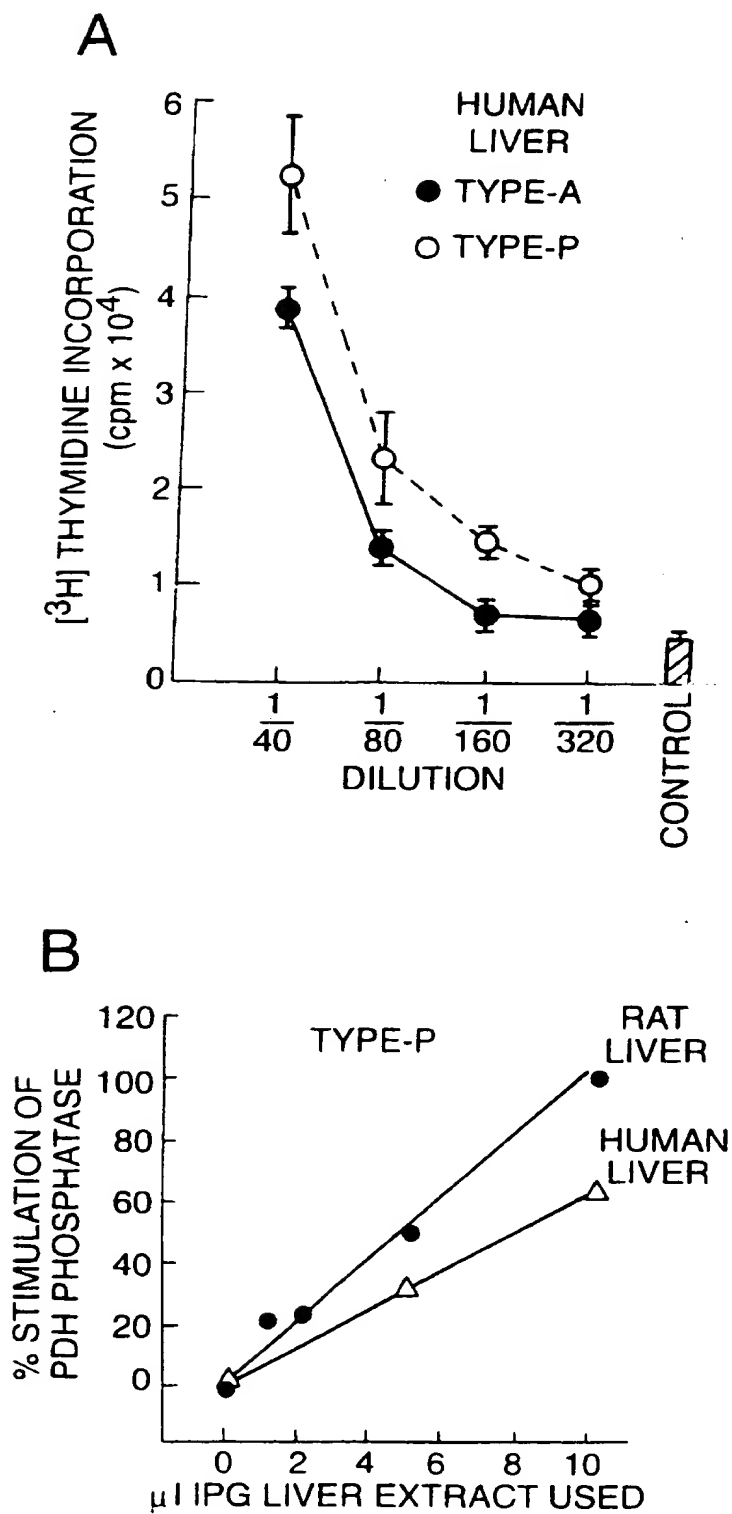 A
[³H] THYMIDINE INCORPORATION
(cpm x 10⁴)
6
5
4
3
2
1
0
HUMAN
LIVER
TYPE-A
TYPE-P
1/40
1/80
1/160
1/320
DILUTION
CONTROL
B
% STIMULATION OF
PDH PHOSPHATASE
120
100
80
60
40
20
0
TYPE-P
RAT
LIVER
HUMAN
LIVER
0 2 4 6 8 10
μl IPG LIVER EXTRACT USED